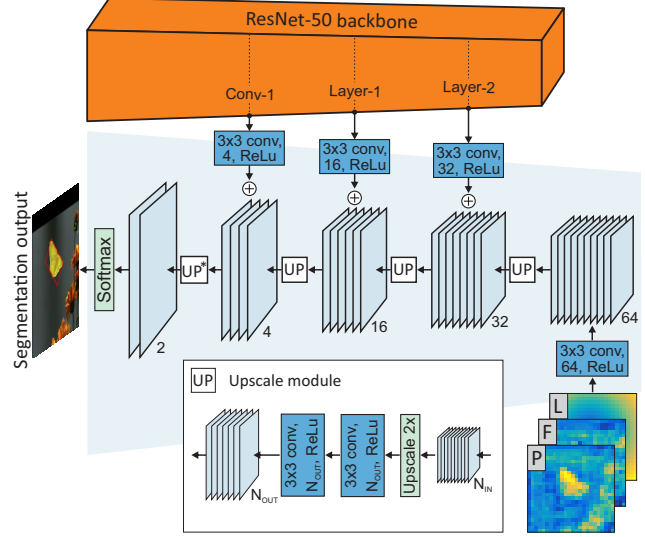 ResNet-50 backbone
Conv-1
Layer-1
Layer-2
3x3 conv,
4, ReLu
3x3 conv,
16, ReLu
3x3 conv,
32, ReLu
+
+
+
Segmentation output
Softmax
UP*
UP
UP
UP
2
4
16
32
64
3x3 conv,
64, ReLu
L
F
P
UP
Upscale module
NOUT
3x3 conv,
NOUT, ReLU
3x3 conv,
NOUT, ReLU
Upscale 2x
NIN